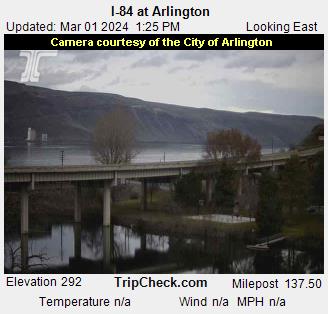 I-84 at Arlington
Updated: Mar 01 2024 1:25 PM Looking East
Camera courtesy of the City of Arlington
Elevation 292 TripCheck.com Milepost 137.50
Temperature n/a Wind n/a MPH n/a